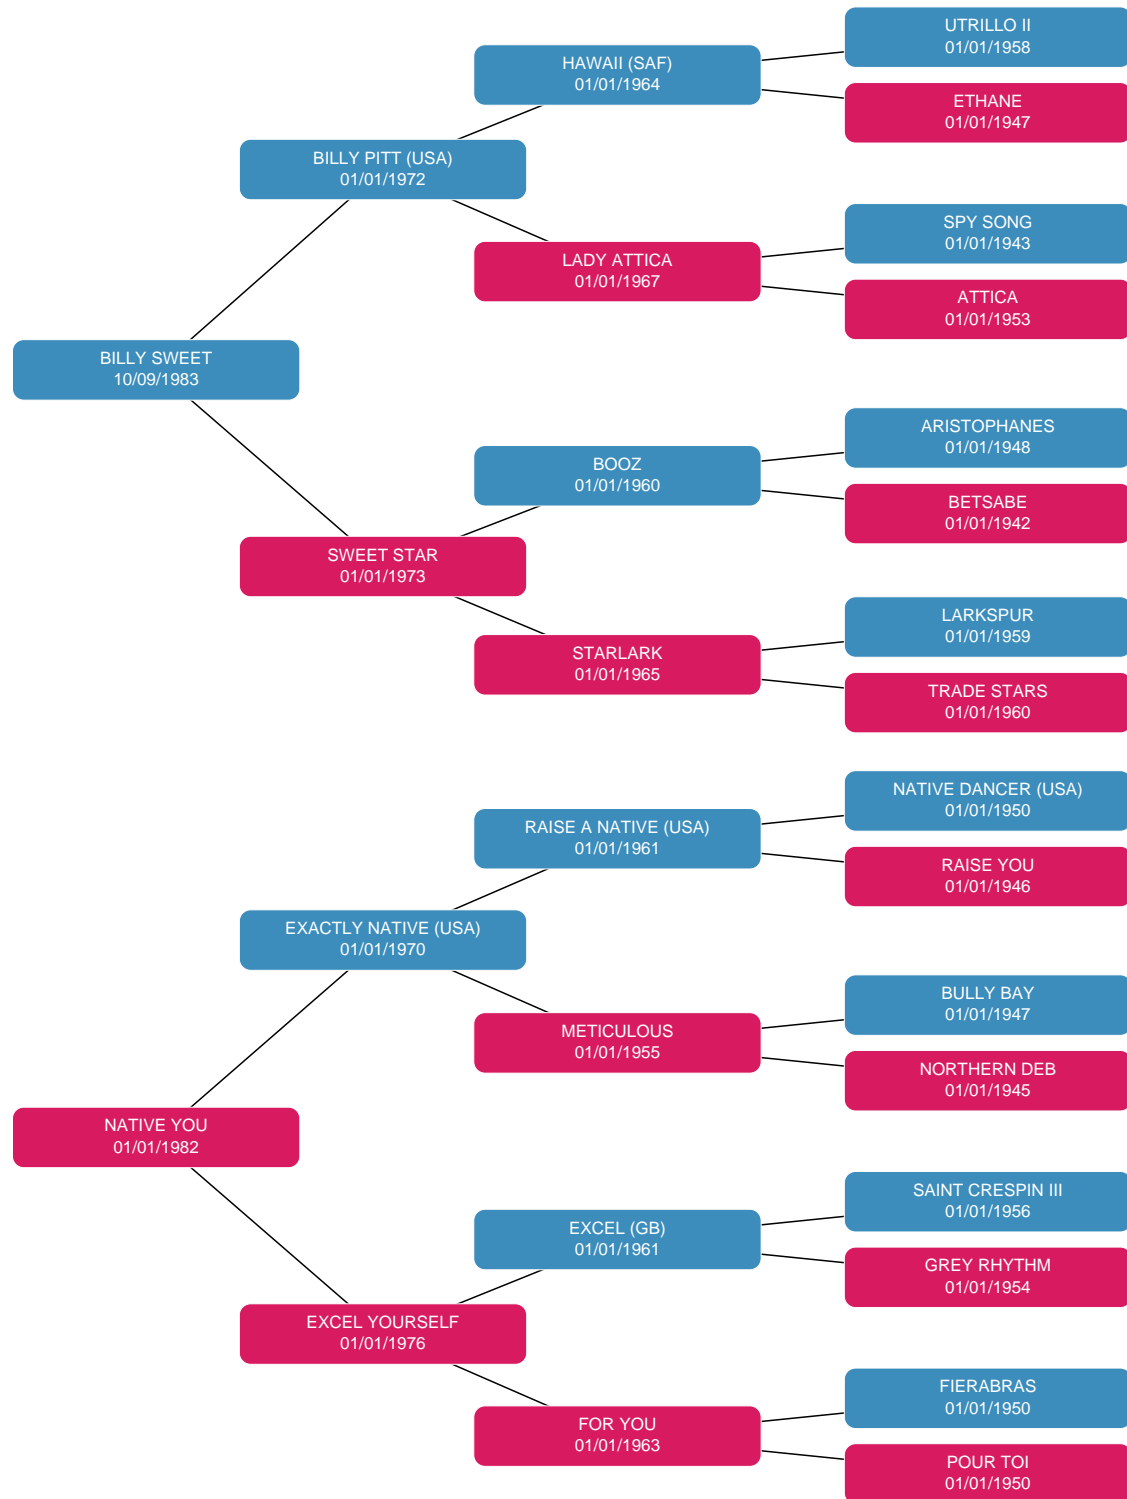 UTRILLO II
01/01/1958
HAWAII (SAF)
01/01/1964
ETHANE
01/01/1947
BILLY PITT (USA)
01/01/1972
SPY SONG
01/01/1943
LADY ATTICA
01/01/1967
ATTICA
01/01/1953
BILLY SWEET
10/09/1983
ARISTOPHANES
01/01/1948
BOOZ
01/01/1960
BETSABE
01/01/1942
SWEET STAR
01/01/1973
LARKSPUR
01/01/1959
STARLARK
01/01/1965
TRADE STARS
01/01/1960
NATIVE DANCER (USA)
01/01/1950
RAISE A NATIVE (USA)
01/01/1961
RAISE YOU
01/01/1946
EXACTLY NATIVE (USA)
01/01/1970
BULLY BAY
01/01/1947
METICULOUS
01/01/1955
NORTHERN DEB
01/01/1945
NATIVE YOU
01/01/1982
SAINT CRESPIN III
01/01/1956
EXCEL (GB)
01/01/1961
GREY RHYTHM
01/01/1954
EXCEL YOURSELF
01/01/1976
FIERABRAS
01/01/1950
FOR YOU
01/01/1963
POUR TOI
01/01/1950